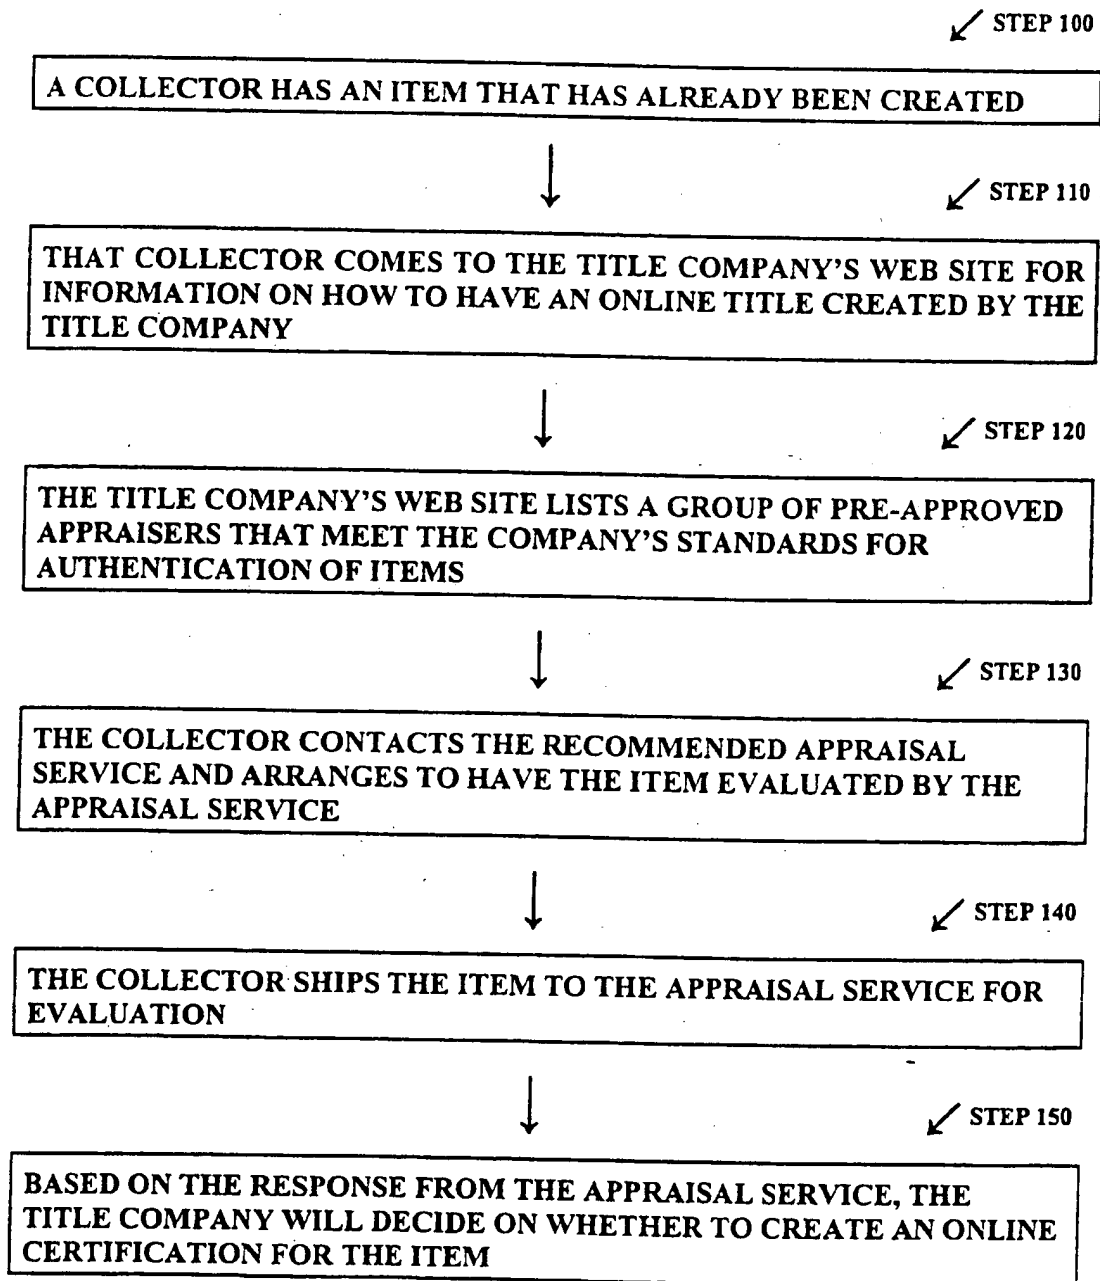 STEP 100
A COLLECTOR HAS AN ITEM THAT HAS ALREADY BEEN CREATED
STEP 110
THAT COLLECTOR COMES TO THE TITLE COMPANY'S WEB SITE FOR
INFORMATION ON HOW TO HAVE AN ONLINE TITLE CREATED BY THE
TITLE COMPANY
STEP 120
THE TITLE COMPANY'S WEB SITE LISTS A GROUP OF PRE-APPROVED
APPRAISERS THAT MEET THE COMPANY'S STANDARDS FOR
AUTHENTICATION OF ITEMS
STEP 130
THE COLLECTOR CONTACTS THE RECOMMENDED APPRAISAL
SERVICE AND ARRANGES TO HAVE THE ITEM EVALUATED BY THE
APPRAISAL SERVICE
STEP 140
THE COLLECTOR SHIPS THE ITEM TO THE APPRAISAL SERVICE FOR
EVALUATION
STEP 150
BASED ON THE RESPONSE FROM THE APPRAISAL SERVICE, THE
TITLE COMPANY WILL DECIDE ON WHETHER TO CREATE AN ONLINE
CERTIFICATION FOR THE ITEM